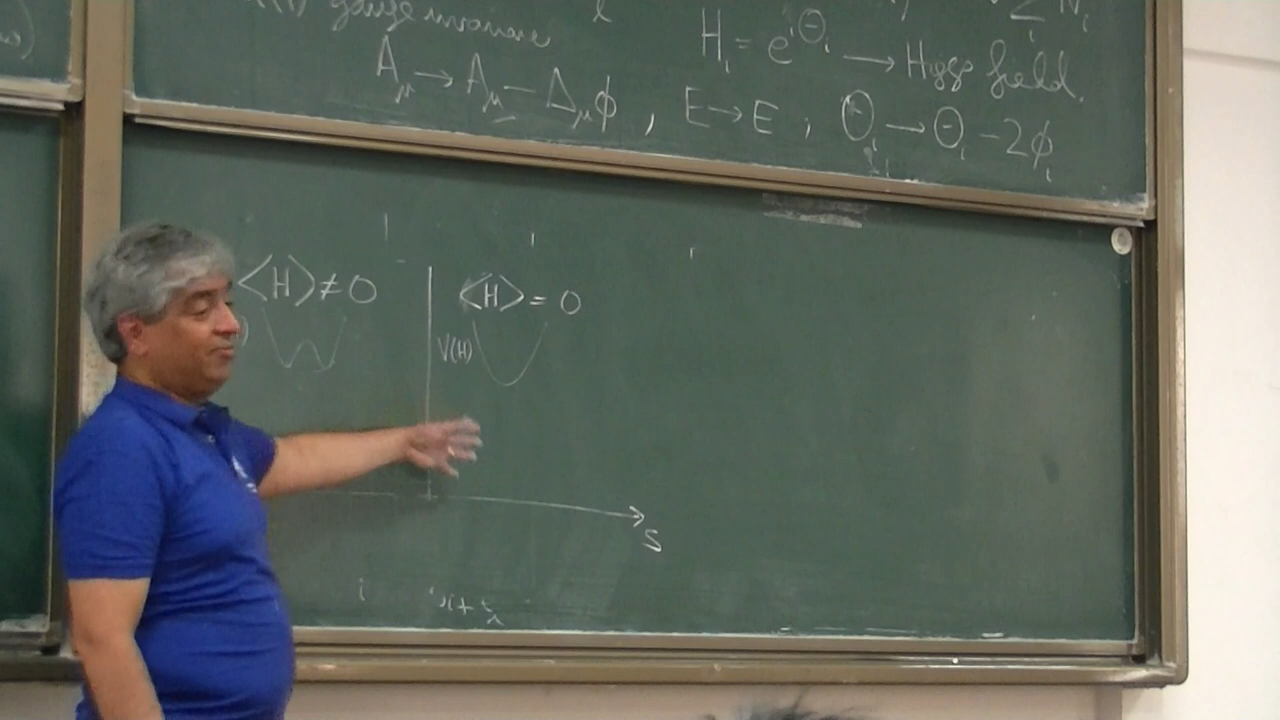 gauge invariance
H_i = e^{iΘ_i} → Higgs field.
A_μ → A_μ - Δ_μ ϕ , E → E ; Θ_i → Θ_i - 2ϕ_i
<H> ≠ 0
<H> = 0
V(H)
s